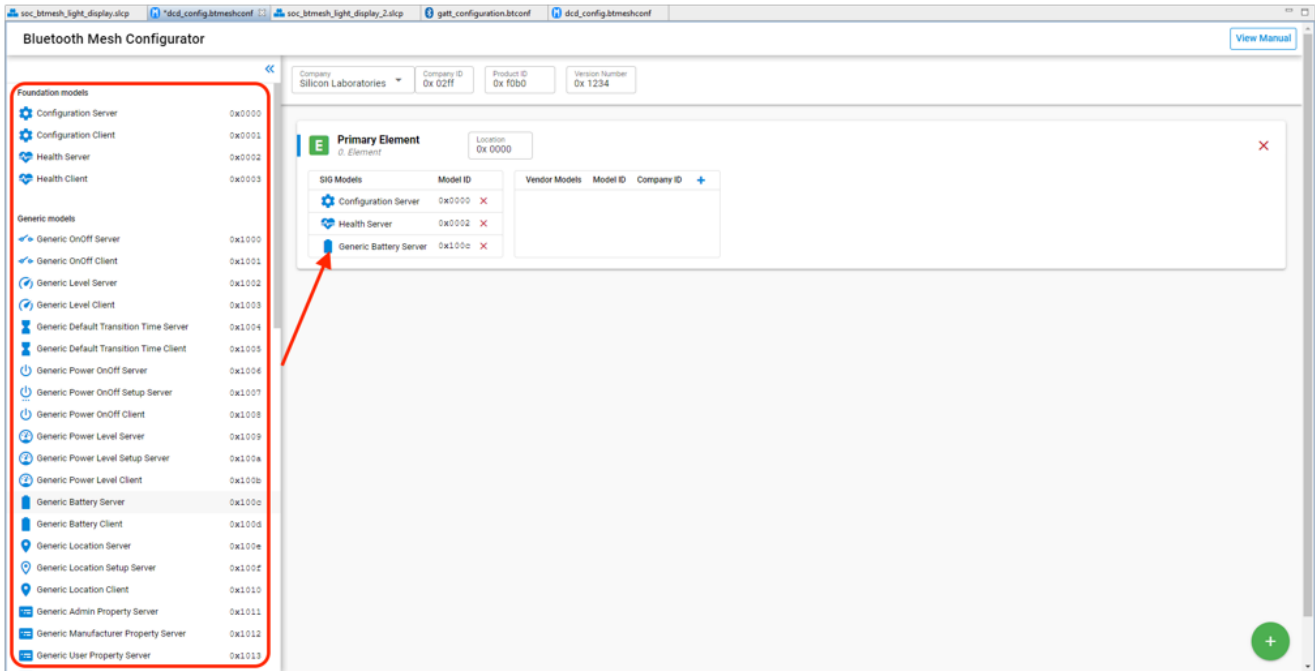 soc_btmesh_light_display.slcp *dcd_config.btmeshconf soc_btmesh_light_display_2.slcp gatt_configuration.btconf dcd_config.btmeshconf
Bluetooth Mesh Configurator
View Manual
Foundation models
Configuration Server 0x0000
Configuration Client 0x0001
Health Server 0x0002
Health Client 0x0003
Generic models
Generic OnOff Server 0x1000
Generic OnOff Client 0x1001
Generic Level Server 0x1002
Generic Level Client 0x1003
Generic Default Transition Time Server 0x1004
Generic Default Transition Time Client 0x1005
Generic Power OnOff Server 0x1006
Generic Power OnOff Setup Server 0x1007
Generic Power OnOff Client 0x1008
Generic Power Level Server 0x1009
Generic Power Level Setup Server 0x100a
Generic Power Level Client 0x100b
Generic Battery Server 0x100c
Generic Battery Client 0x100d
Generic Location Server 0x100e
Generic Location Setup Server 0x100f
Generic Location Client 0x1010
Generic Admin Property Server 0x1011
Generic Manufacturer Property Server 0x1012
Generic User Property Server 0x1013
Company Company ID Product ID Version Number
Silicon Laboratories 0x 02ff 0x f0b0 0x 1234
E
Primary Element
0. Element
Location
0x 0000
SIG Models Model ID
Configuration Server 0x0000
Health Server 0x0002
Generic Battery Server 0x100c
Vendor Models Model ID Company ID